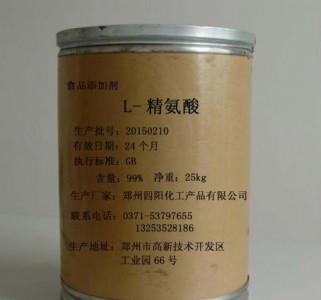 食品添加剂
L-精氨酸
生产批号：20150210
有效日期：24个月
执行标准：GB
含量：99% 净重：25kg
生产厂家：郑州四阳化工产品有限公司
联系电话：0371-53797655
13253528186
生产地址：郑州市高新技术开发区
工业园66号